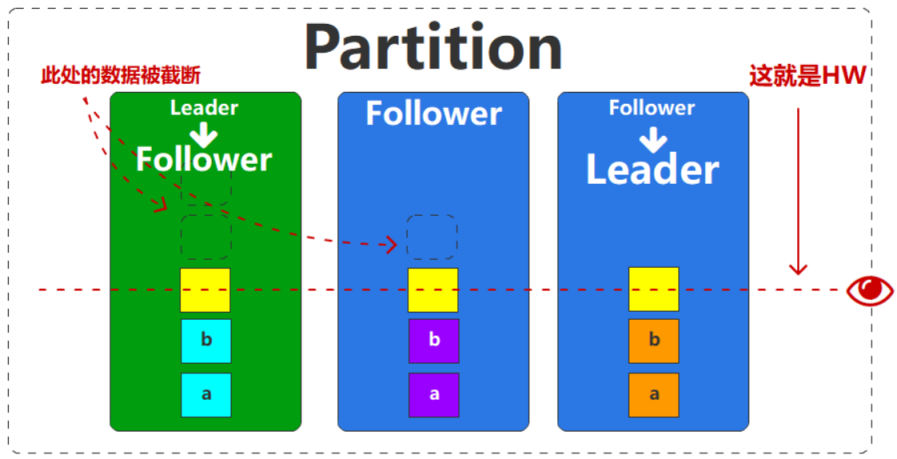 Partition
此处的数据被截断
这就是HW
Leader
Follower
Follower
Follower
Leader
b
b
b
a
a
a